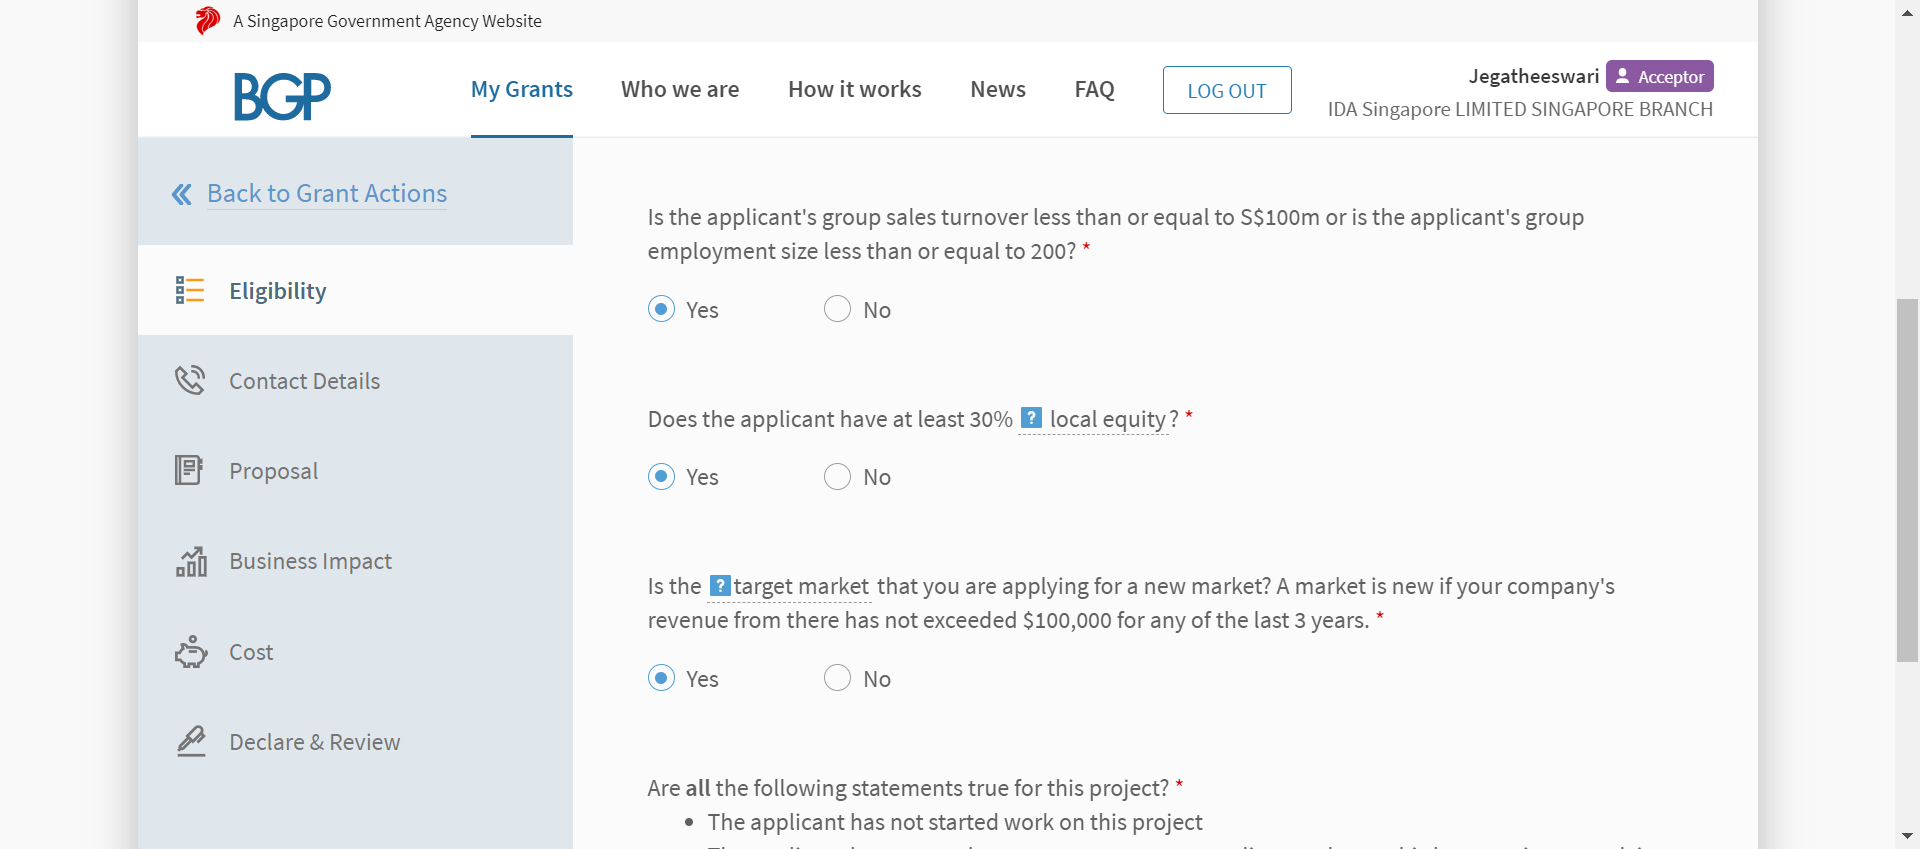 A Singapore Government Agency Website
BGP
My Grants
Who we are
How it works
News
FAQ
LOG OUT
Jegatheeswari
Acceptor
IDA Singapore LIMITED SINGAPORE BRANCH
Back to Grant Actions
Eligibility
Contact Details
Proposal
Business Impact
Cost
Declare & Review
Is the applicant's group sales turnover less than or equal to S$100m or is the applicant's group
employment size less than or equal to 200? *
Yes
No
Does the applicant have at least 30% ? local equity? *
Yes
No
Is the ? target market that you are applying for a new market? A market is new if your company's
revenue from there has not exceeded $100,000 for any of the last 3 years. *
Yes
No
Are all the following statements true for this project? *
• The applicant has not started work on this project